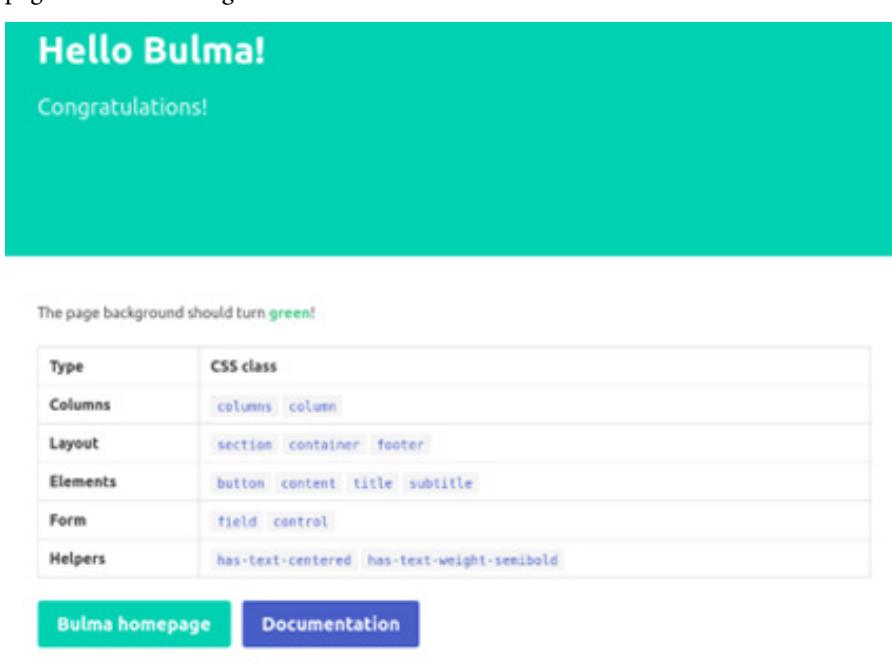 Hello Bulma!
Congratulations!
The page background should turn green!
Type CSS class
Columns columns column
Layout section container footer
Elements button content title subtitle
Form field control
Helpers has-text-centered has-text-weight-semibold
Bulma homepage Documentation